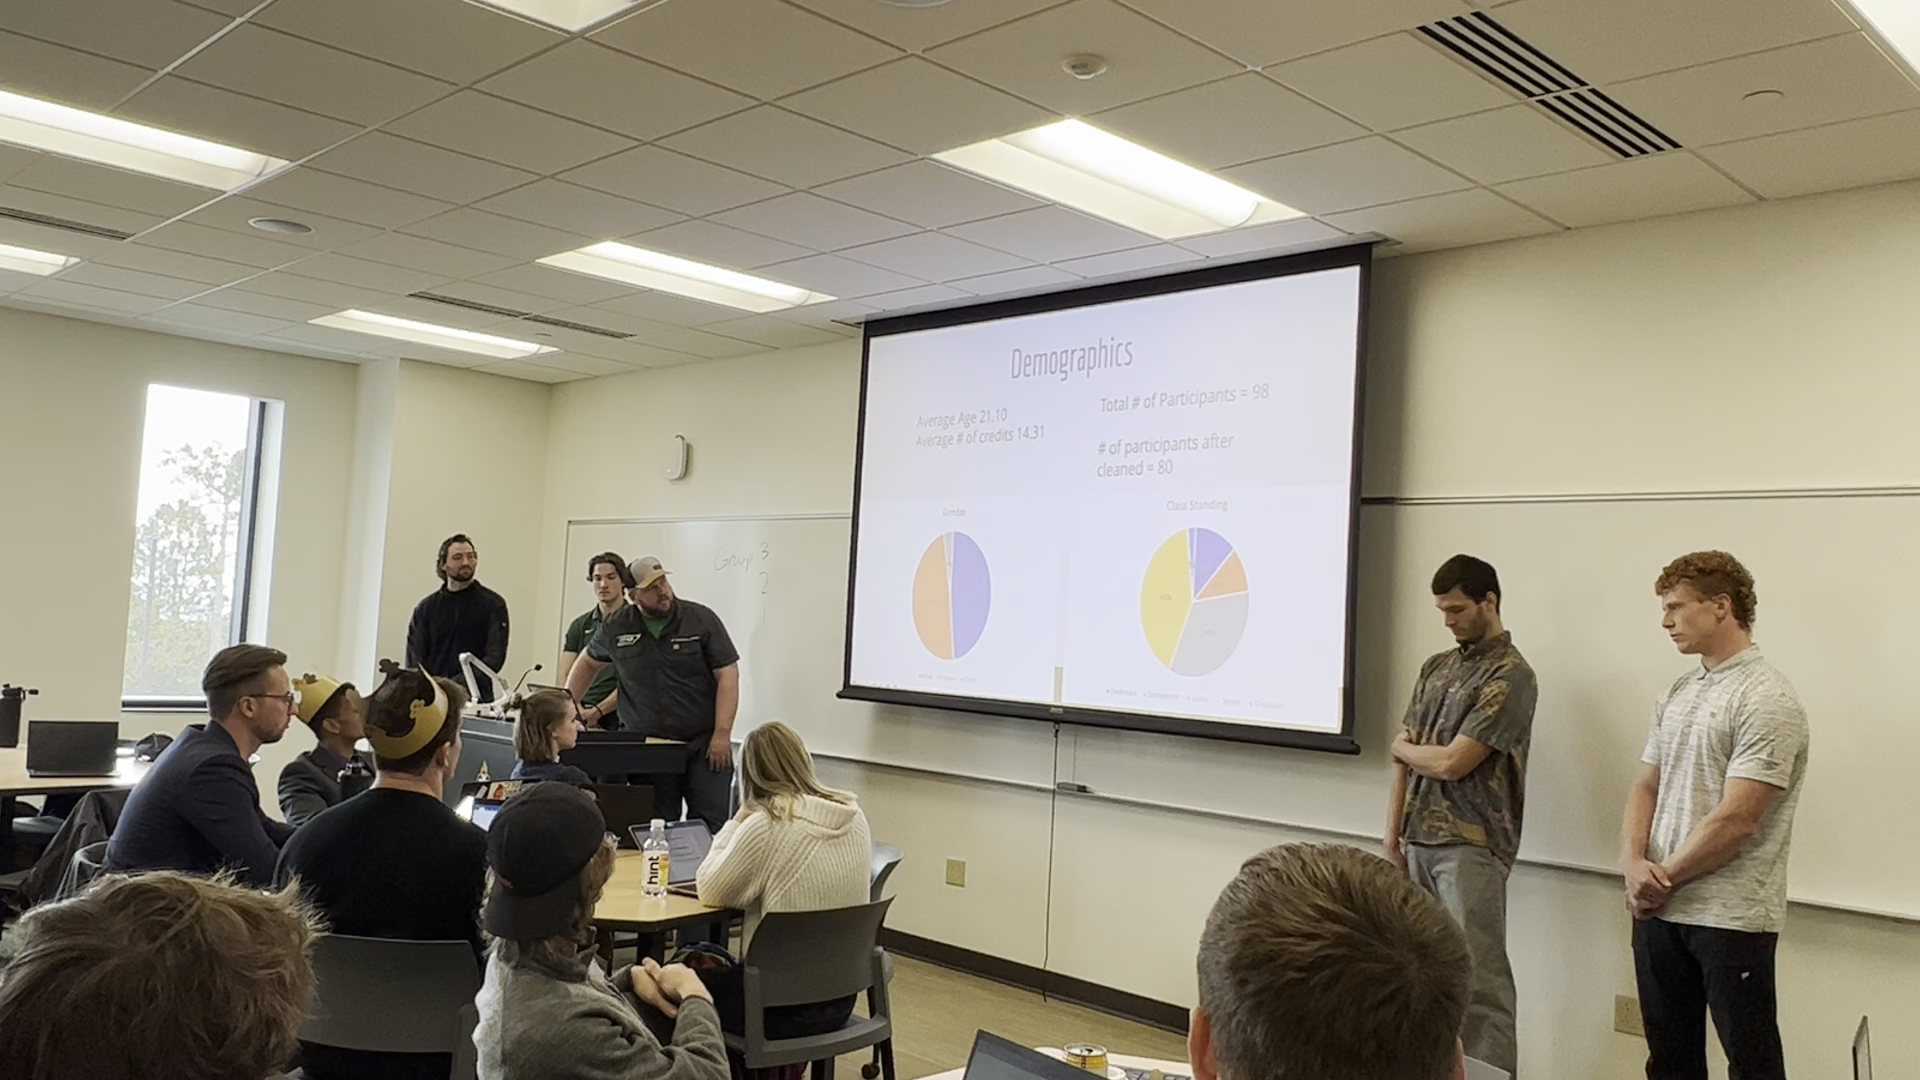 Demographics
Average Age 21.10
Average # of credits 14.31
Total # of Participants = 98
# of participants after
cleaned = 80
Gender
Class Standing
Group 3
2
1
hint